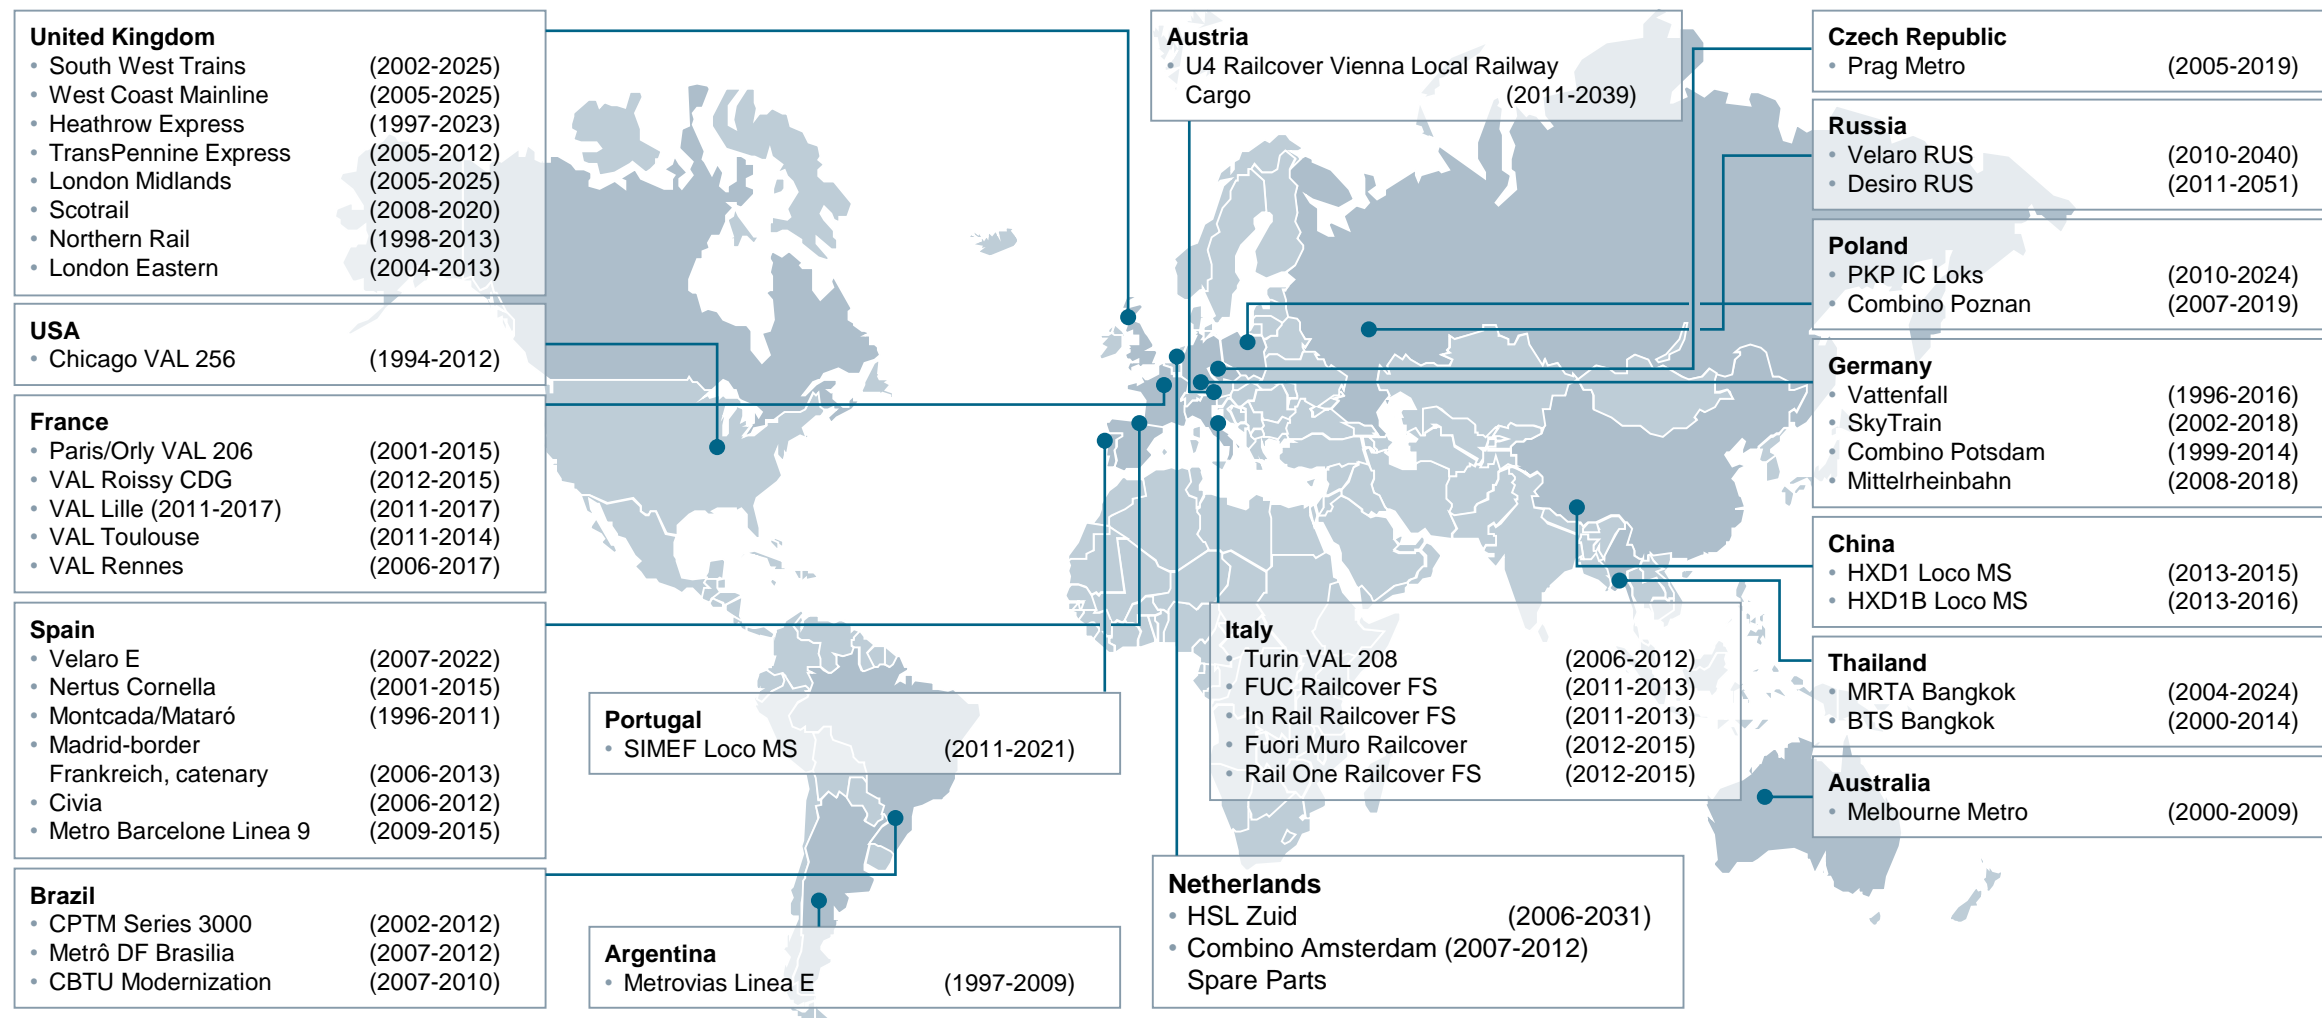 United Kingdom
• South West Trains (2002-2025)
• West Coast Mainline (2005-2025)
• Heathrow Express (1997-2023)
• TransPennine Express (2005-2012)
• London Midlands (2005-2025)
• Scotrail (2008-2020)
• Northern Rail (1998-2013)
• London Eastern (2004-2013)
USA
• Chicago VAL 256 (1994-2012)
France
• Paris/Orly VAL 206 (2001-2015)
• VAL Roissy CDG (2012-2015)
• VAL Lille (2011-2017) (2011-2017)
• VAL Toulouse (2011-2014)
• VAL Rennes (2006-2017)
Spain
• Velaro E (2007-2022)
• Nertus Cornella (2001-2015)
• Montcada/Mataró (1996-2011)
• Madrid-border
Frankreich, catenary (2006-2013)
• Civia (2006-2012)
• Metro Barcelone Linea 9 (2009-2015)
Brazil
• CPTM Series 3000 (2002-2012)
• Metrô DF Brasilia (2007-2012)
• CBTU Modernization (2007-2010)
Portugal
• SIMEF Loco MS (2011-2021)
Argentina
• Metrovias Linea E (1997-2009)
Austria
• U4 Railcover Vienna Local Railway
Cargo (2011-2039)
Italy
• Turin VAL 208 (2006-2012)
• FUC Railcover FS (2011-2013)
• In Rail Railcover FS (2011-2013)
• Fuori Muro Railcover (2012-2015)
• Rail One Railcover FS (2012-2015)
Netherlands
• HSL Zuid (2006-2031)
• Combino Amsterdam (2007-2012)
Spare Parts
Czech Republic
• Prag Metro (2005-2019)
Russia
• Velaro RUS (2010-2040)
• Desiro RUS (2011-2051)
Poland
• PKP IC Loks (2010-2024)
• Combino Poznan (2007-2019)
Germany
• Vattenfall (1996-2016)
• SkyTrain (2002-2018)
• Combino Potsdam (1999-2014)
• Mittelrheinbahn (2008-2018)
China
• HXD1 Loco MS (2013-2015)
• HXD1B Loco MS (2013-2016)
Thailand
• MRTA Bangkok (2004-2024)
• BTS Bangkok (2000-2014)
Australia
• Melbourne Metro (2000-2009)